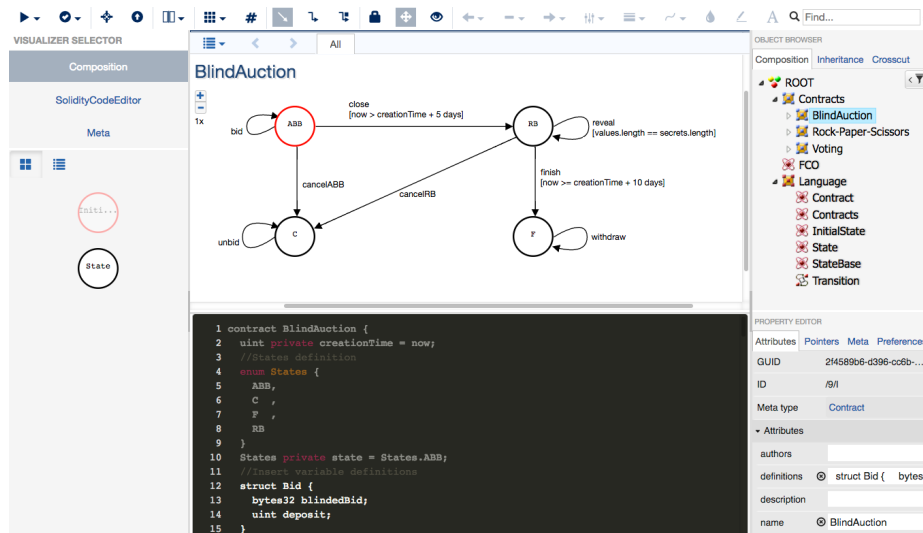 Find...
VISUALIZER SELECTOR
Composition
SolidityCodeEditor
Meta
Initi...
State
All
BlindAuction
1x
ABB
bid
close
[now > creationTime + 5 days]
RB
reveal
[values.length == secrets.length]
cancelABB
cancelRB
finish
[now >= creationTime + 10 days]
C
unbid
F
withdraw
1 contract BlindAuction {
2 uint private creationTime = now;
3 //States definition
4 enum States {
5 ABB,
6 C ,
7 F ,
8 RB
9 }
10 States private state = States.ABB;
11 //Insert variable definitions
12 struct Bid {
13 bytes32 blindedBid;
14 uint deposit;
15 }
OBJECT BROWSER
Composition Inheritance Crosscut
ROOT
Contracts
BlindAuction
Rock-Paper-Scissors
Voting
FCO
Language
Contract
Contracts
InitialState
State
StateBase
Transition
PROPERTY EDITOR
Attributes Pointers Meta Preferences
GUID 2f4589b6-d396-cc6b-...
ID /9/I
Meta type Contract
Attributes
authors
definitions struct Bid { bytes
description
name BlindAuction